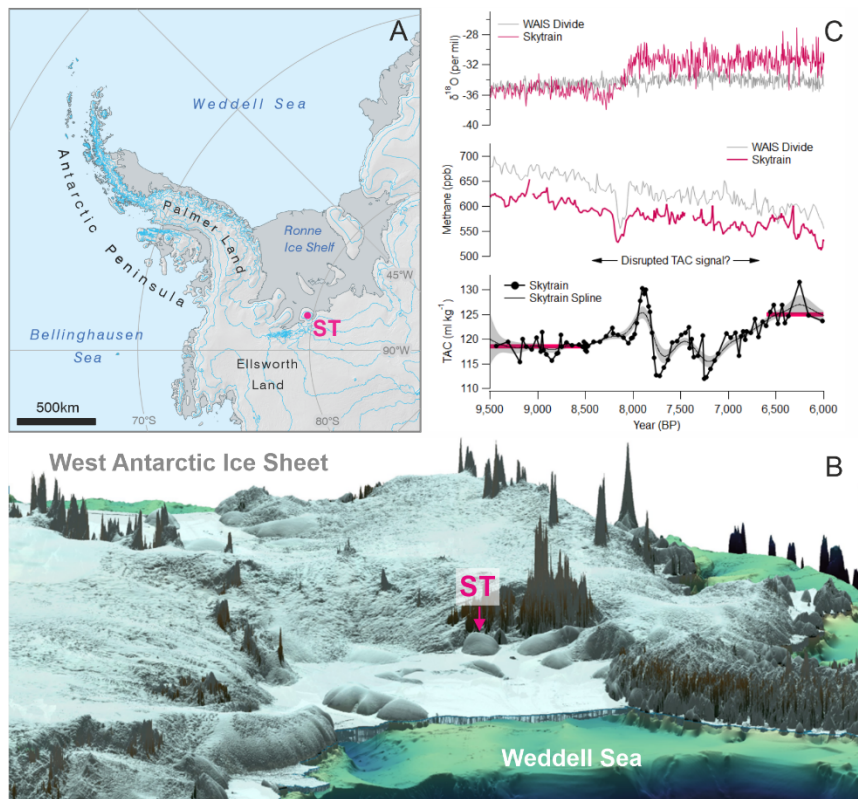 A
Weddell Sea
Antarctic Peninsula
Palmer Land
Ronne
Ice Shelf
45°W
ST
Bellinghausen
Sea
90°W
Ellsworth
Land
500km
70°S
80°S
C
WAIS Divide
Skytrain
-28
-32
-36
-40
δ18O (per mil)
WAIS Divide
Skytrain
700
650
600
550
500
Methane (ppb)
Disrupted TAC signal?
Skytrain
Skytrain Spline
130
125
120
115
110
TAC (ml kg-1)
9,500 9,000 8,500 8,000 7,500 7,000 6,500 6,000
Year (BP)
West Antarctic Ice Sheet
B
ST
Weddell Sea